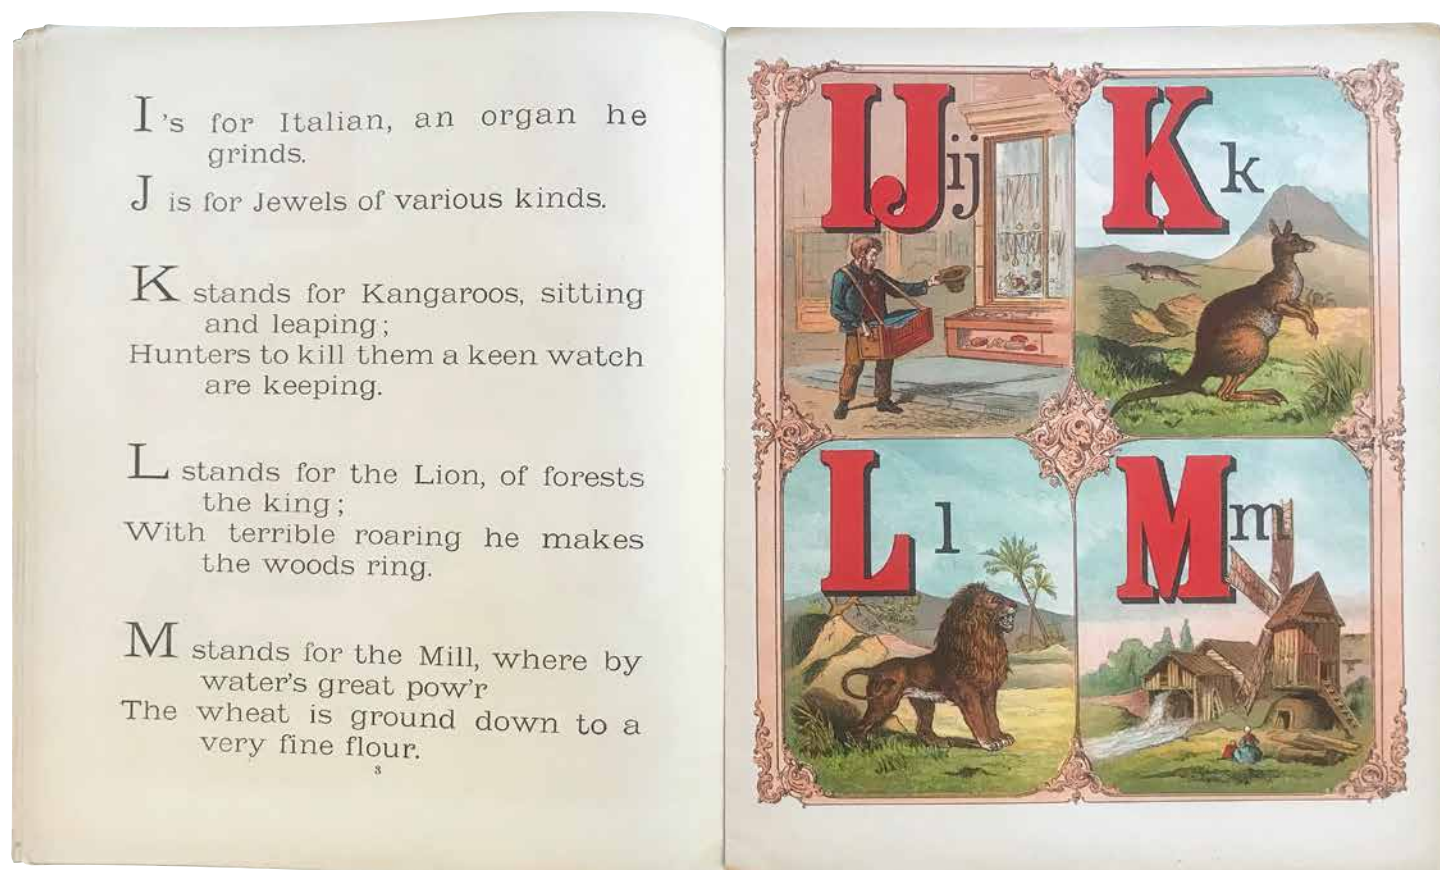 I's for Italian, an organ he
grinds.
J is for Jewels of various kinds.
K stands for Kangaroos, sitting
and leaping;
Hunters to kill them a keen watch
are keeping.
L stands for the Lion, of forests
the king;
With terrible roaring he makes
the woods ring.
M stands for the Mill, where by
water's great pow'r
The wheat is ground down to a
very fine flour.
3
IJ ij
K k
L l
M m